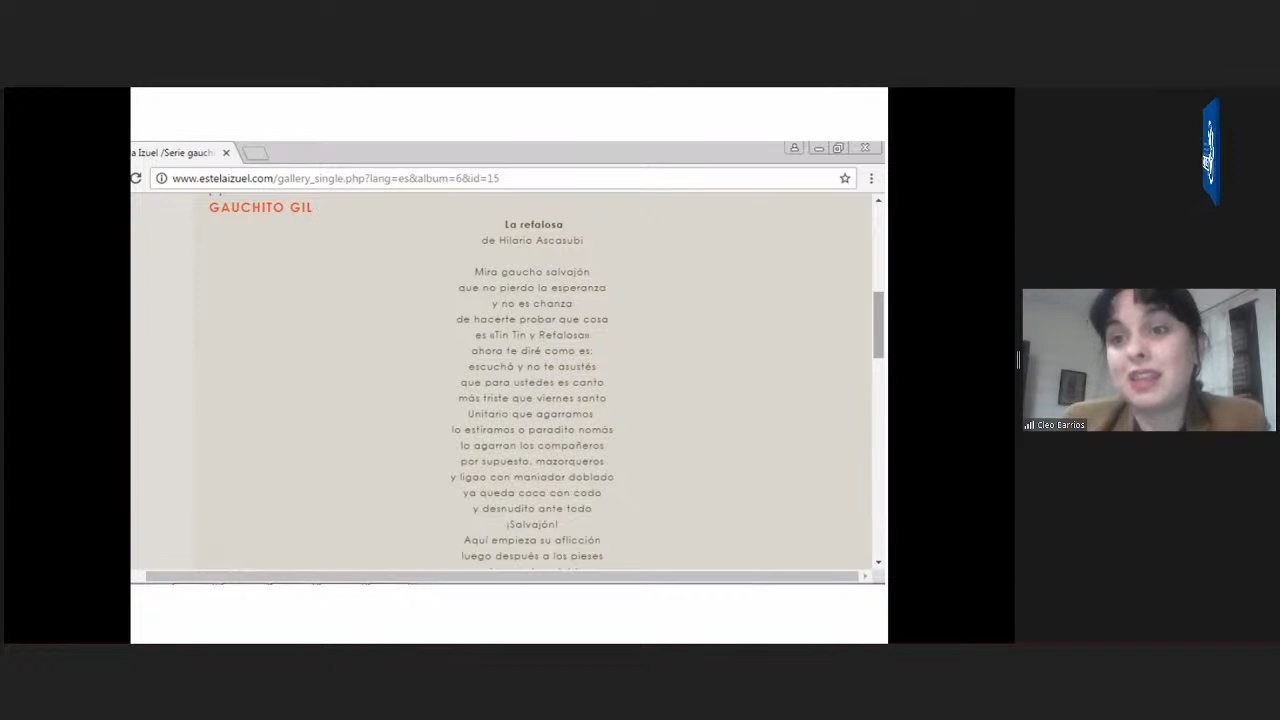 a Izuel /Serie gauch
www.estelaizuel.com/gallery_single.php?lang=es&album=6&id=15
GAUCHITO GIL
La refalosa
de Hilario Ascasubi
Mira gaucho salvajón
que no pierdo la esperanza
y no es chanza
de hacerte probar que cosa
es «Tin Tin y Refalosa»
ahora te diré como es:
escuchá y no te asustés
que para ustedes es canto
más triste que viernes santo
Unitario que agarramos
lo estiramos o paradito nomás
lo agarran los compañeros
por supuesto, mazorqueros
y ligao con maniador doblado
ya queda coco con codo
y desnudito ante todo
¡Salvajón!
Aquí empieza su aflicción
luego después a los pieses
Cleo Barrios